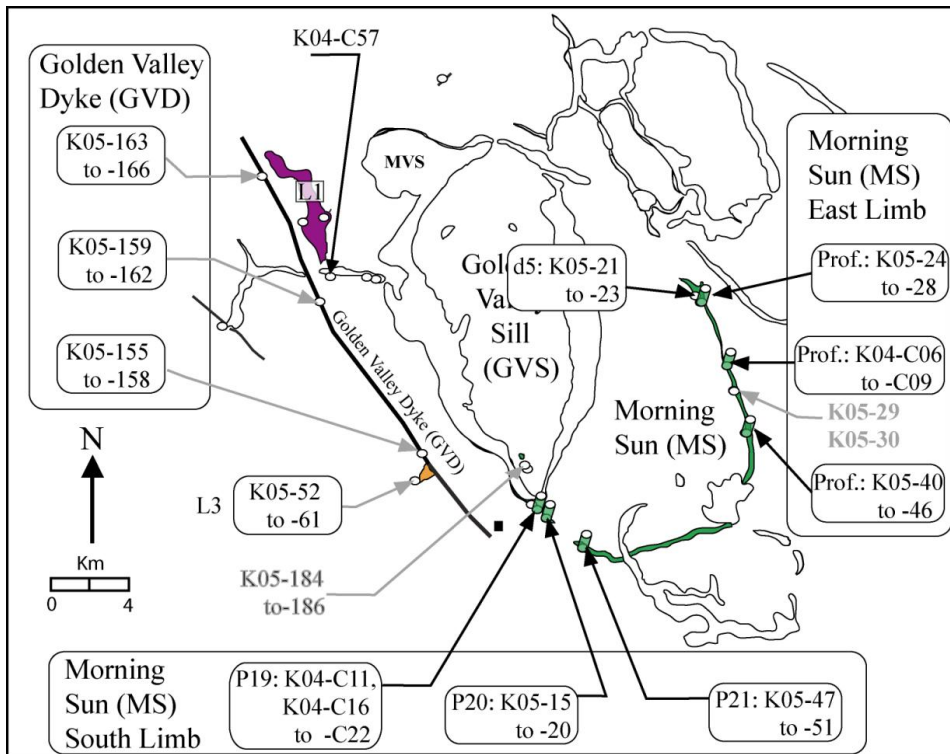 K04-C57
Golden Valley
Dyke (GVD)
K05-163
to -166
K05-159
to -162
K05-155
to -158
L1
MVS
Golden Valley Dyke (GVD)
Valley
Sill
(GVS)
d5: K05-21
to -23
Morning
Sun (MS)
Morning
Sun (MS)
East Limb
Prof.: K05-24
to -28
Prof.: K04-C06
to -C09
K05-29
K05-30
Prof.: K05-40
to -46
N
Km
0 4
L3
K05-52
to -61
K05-184
to-186
Morning
Sun (MS)
South Limb
P19: K04-C11,
K04-C16
to -C22
P20: K05-15
to -20
P21: K05-47
to -51